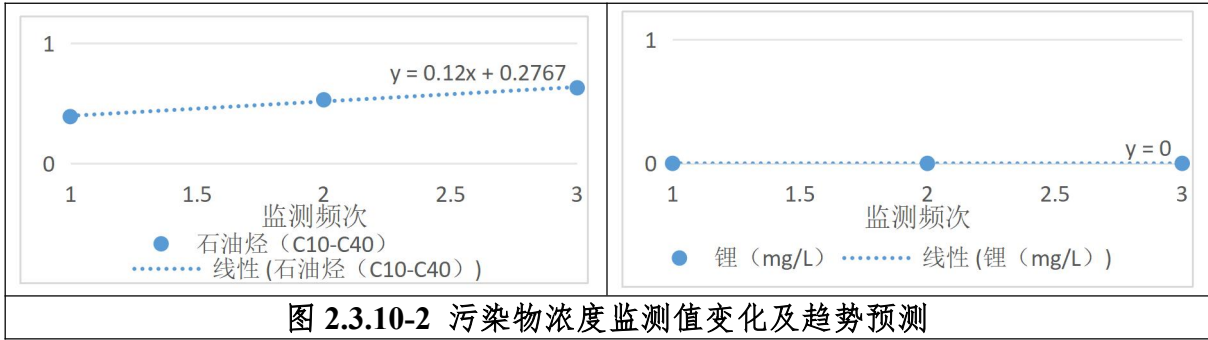 1
y = 0.12x + 0.2767
0
1 1.5 2 2.5 3
监测频次
石油烃（C10-C40）
线性 (石油烃（C10-C40）)
1
y = 0
0
1 1.5 2 2.5 3
监测频次
锂（mg/L） 线性 (锂（mg/L）)
图 2.3.10-2 污染物浓度监测值变化及趋势预测